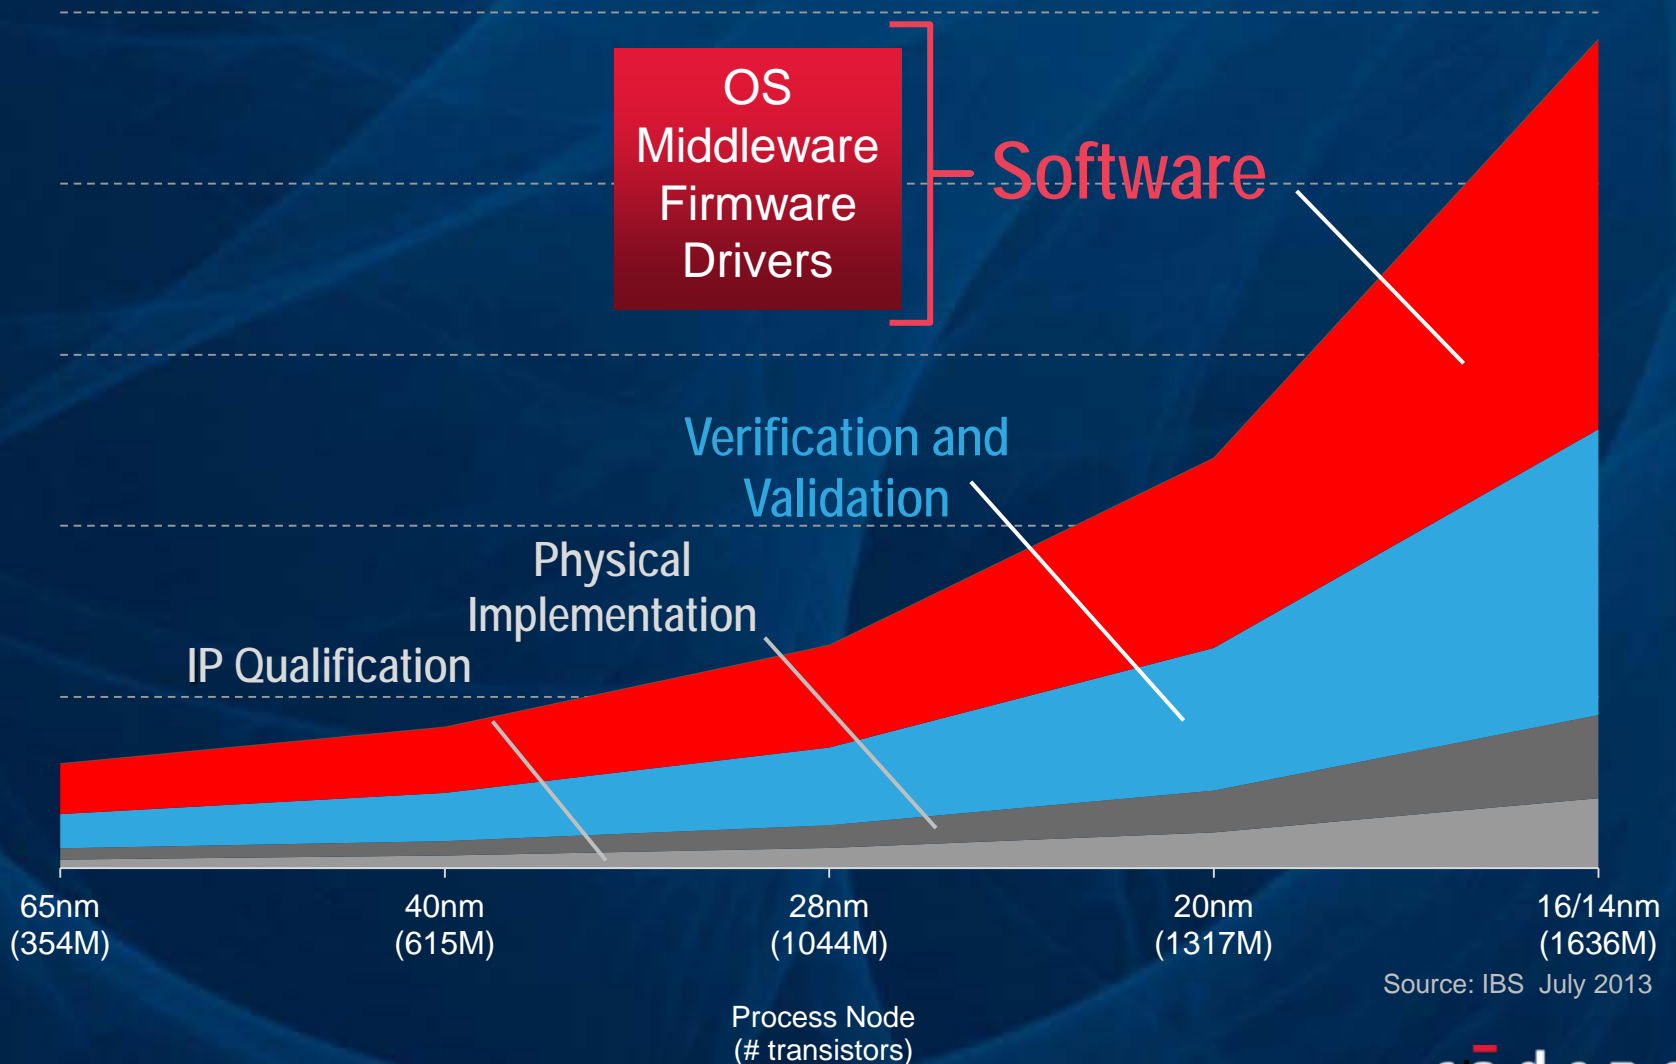 OS
Middleware
Firmware
Drivers
Software
Verification and
Validation
Physical
Implementation
IP Qualification
65nm
(354M)
40nm
(615M)
28nm
(1044M)
20nm
(1317M)
16/14nm
(1636M)
Source: IBS July 2013
Process Node
(# transistors)